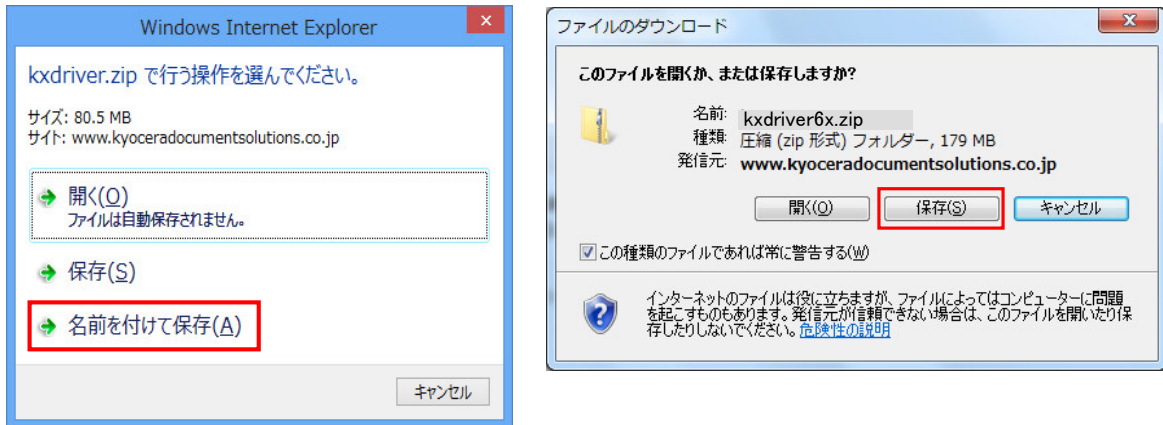 Windows Internet Explorer
kxdriver.zip で行う操作を選んでください。
サイズ: 80.5 MB
サイト: www.kyoceradocumentsolutions.co.jp
開く(O)
ファイルは自動保存されません。
保存(S)
名前を付けて保存(A)
キャンセル
ファイルのダウンロード
このファイルを開くか、または保存しますか?
名前: kxdriver6x.zip
種類: 圧縮 (zip 形式) フォルダー, 179 MB
発信元: www.kyoceradocumentsolutions.co.jp
開く(O) 保存(S) キャンセル
この種類のファイルであれば常に警告する(W)
インターネットのファイルは役に立ちますが、ファイルによってはコンピューターに問題
を起こすものもあります。発信元が信頼できない場合は、このファイルを開いたり保
存したりしないでください。危険性の説明